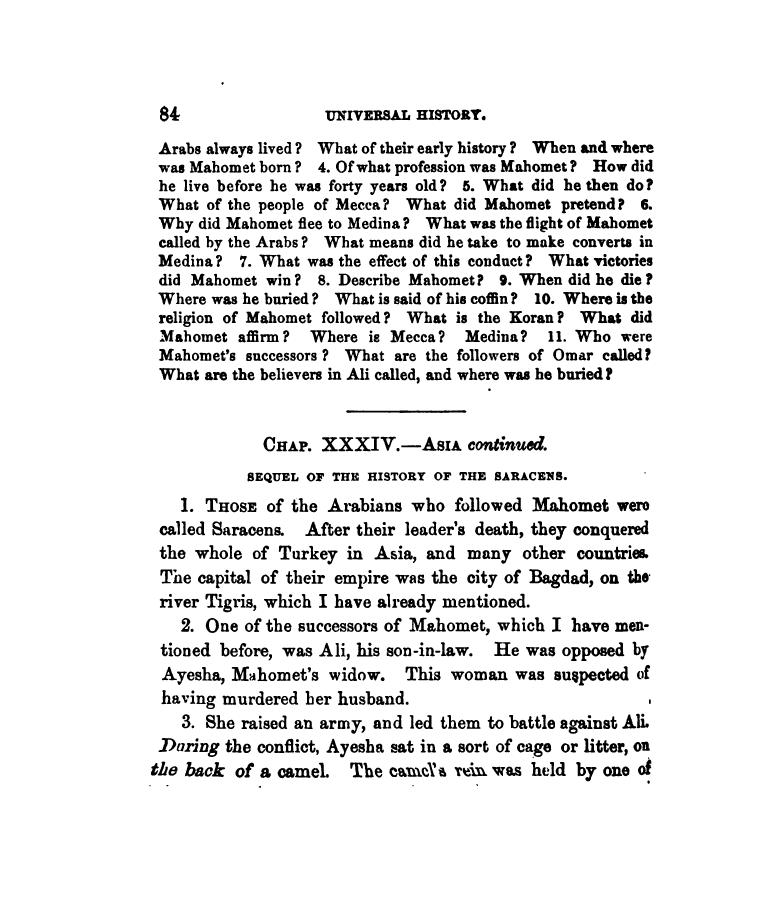 84 UNIVERSAL HISTORY.
Arabs always lived? What of their early history? When and where
was Mahomet born? 4. Of what profession was Mahomet? How did
he live before he was forty years old? 5. What did he then do?
What of the people of Mecca? What did Mahomet pretend? 6.
Why did Mahomet flee to Medina? What was the flight of Mahomet
called by the Arabs? What means did he take to make converts in
Medina? 7. What was the effect of this conduct? What victories
did Mahomet win? 8. Describe Mahomet? 9. When did he die?
Where was he buried? What is said of his coffin? 10. Where is the
religion of Mahomet followed? What is the Koran? What did
Mahomet affirm? Where is Mecca? Medina? 11. Who were
Mahomet's successors? What are the followers of Omar called?
What are the believers in Ali called, and where was he buried?
CHAP. XXXIV.—ASIA continued.
SEQUEL OF THE HISTORY OF THE SARACENS.
1. THOSE of the Arabians who followed Mahomet were
called Saracens. After their leader's death, they conquered
the whole of Turkey in Asia, and many other countries.
The capital of their empire was the city of Bagdad, on the
river Tigris, which I have already mentioned.
2. One of the successors of Mahomet, which I have men-
tioned before, was Ali, his son-in-law. He was opposed by
Ayesha, Mahomet's widow. This woman was suspected of
having murdered her husband.
3. She raised an army, and led them to battle against Ali.
During the conflict, Ayesha sat in a sort of cage or litter, on
the back of a camel. The camel's rein was held by one of